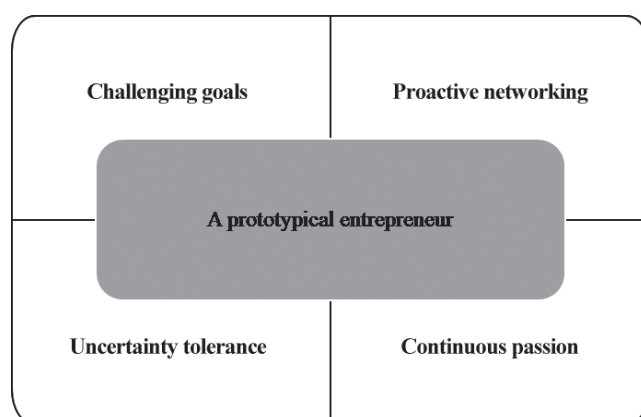 Challenging goals
Proactive networking
A prototypical entrepreneur
Uncertainty tolerance
Continuous passion